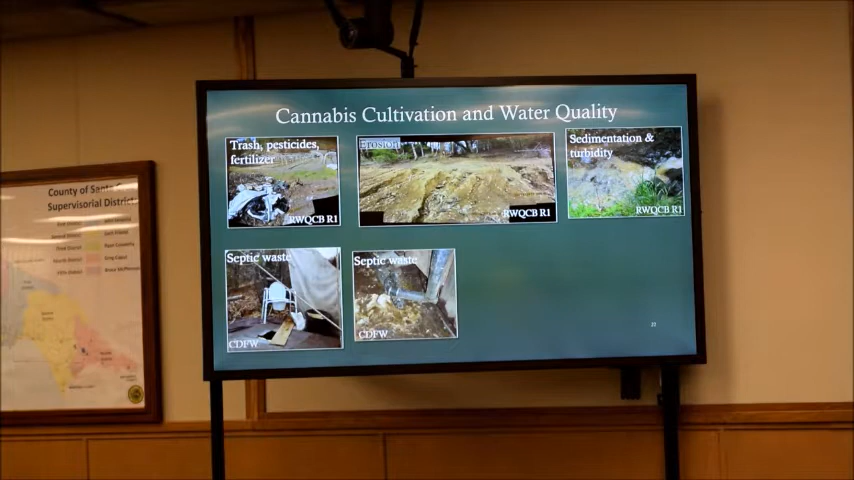 Cannabis Cultivation and Water Quality
Trash, pesticides,
fertilizer
RWQCB R1
Erosion
RWQCB R1
Sedimentation &
turbidity
RWQCB R1
Septic waste
CDFW
Septic waste
CDFW
County of Santa
Supervisorial District